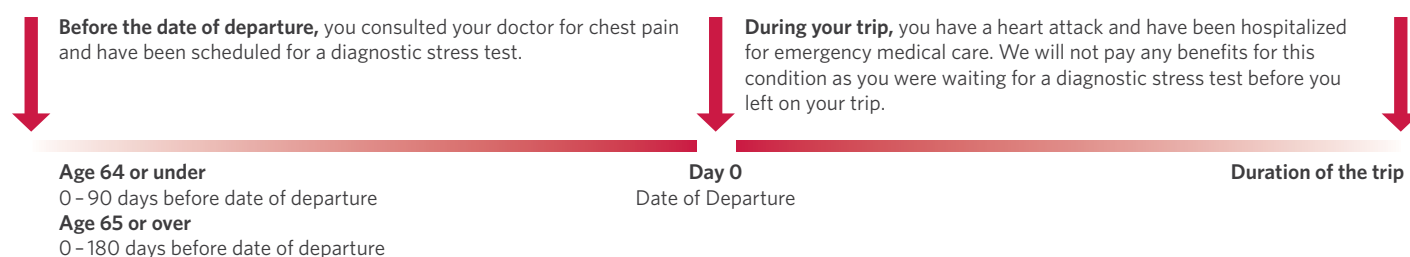 Before the date of departure, you consulted your doctor for chest pain
and have been scheduled for a diagnostic stress test.
During your trip, you have a heart attack and have been hospitalized
for emergency medical care. We will not pay any benefits for this
condition as you were waiting for a diagnostic stress test before you
left on your trip.
Age 64 or under
0 – 90 days before date of departure
Age 65 or over
0 – 180 days before date of departure
Day 0
Date of Departure
Duration of the trip